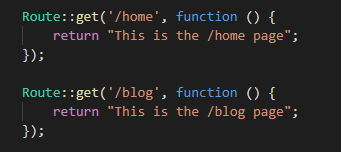 Route::get('/home', function () {
    return "This is the /home page";
});

Route::get('/blog', function () {
    return "This is the /blog page";
});